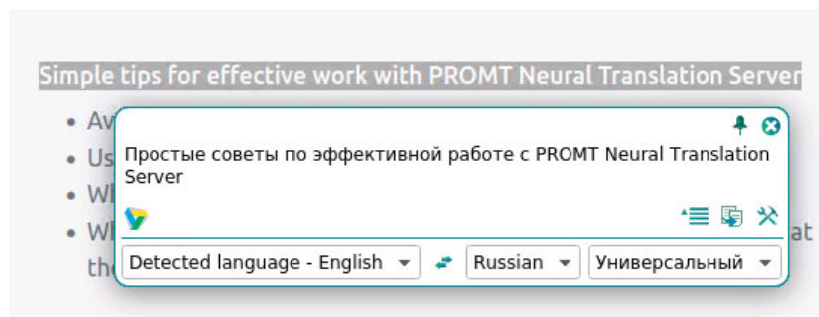 Simple tips for effective work with PROMT Neural Translation Server
Простые советы по эффективной работе с PROMT Neural Translation
Server
at
Detected language - English
Russian
Универсальный